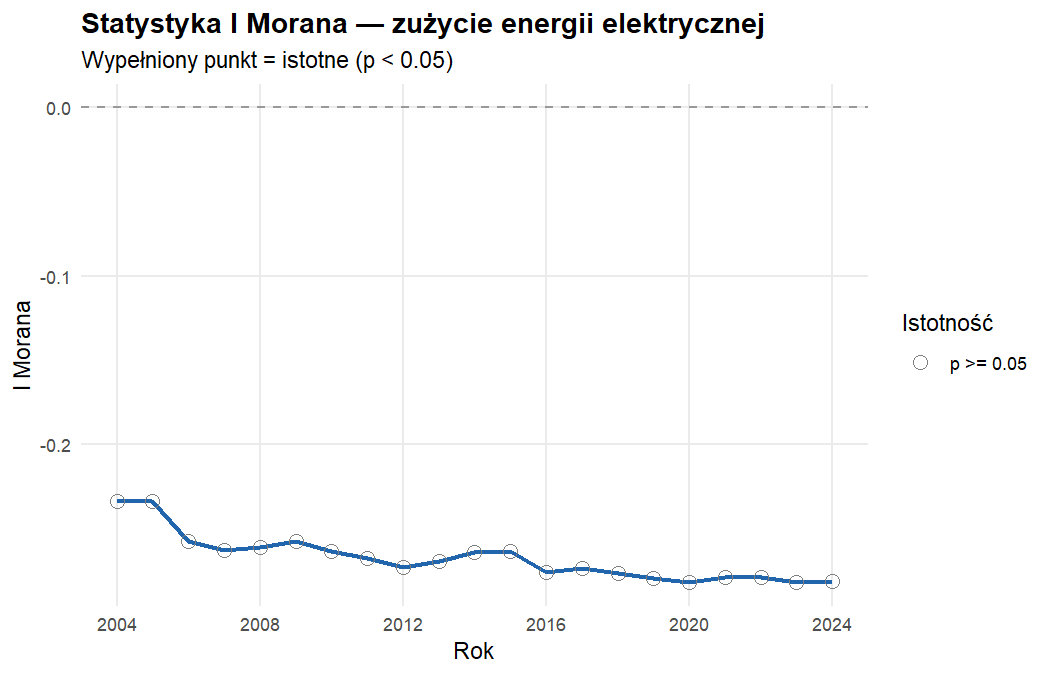 Statystyka I Morana — zużycie energii elektrycznej
Wypełniony punkt = istotne (p < 0.05)
0.0
-0.1
-0.2
I Morana
2004 2008 2012 2016 2020 2024
Rok
Istotność
p >= 0.05